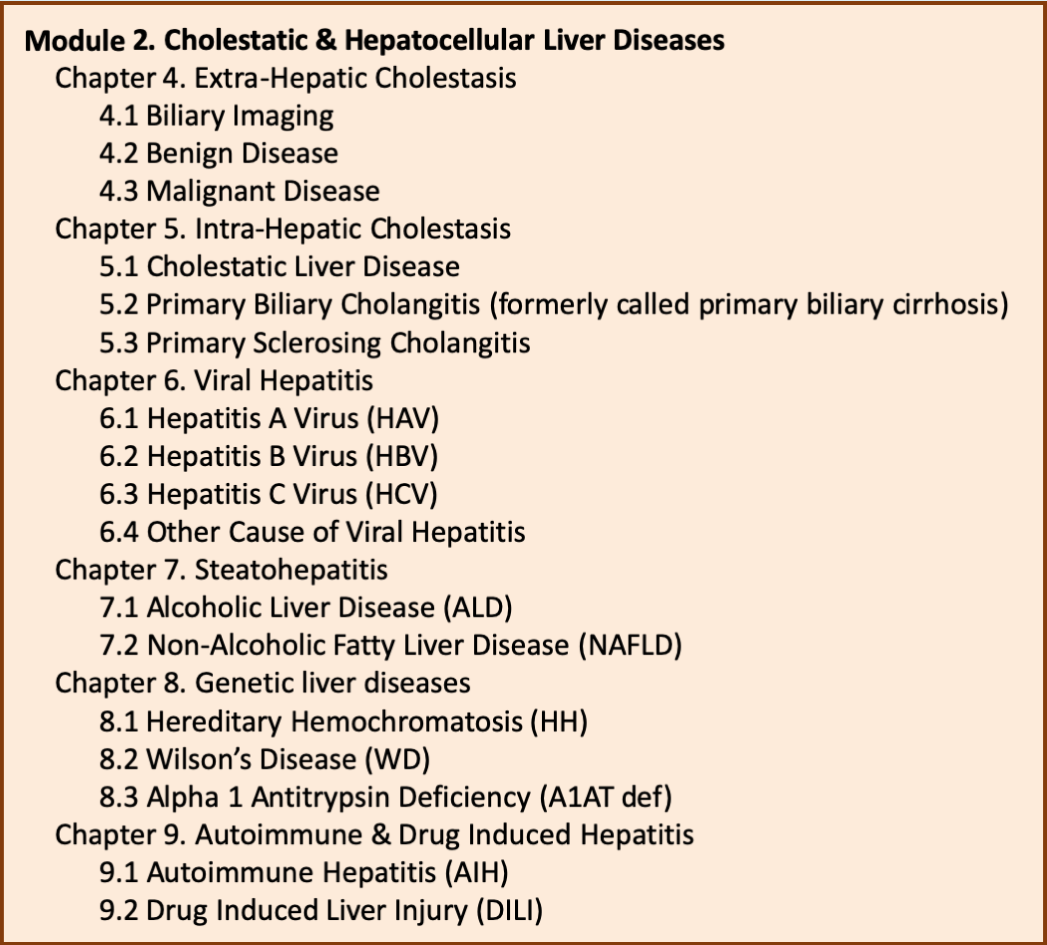 Module 2. Cholestatic & Hepatocellular Liver Diseases
Chapter 4. Extra-Hepatic Cholestasis
4.1 Biliary Imaging
4.2 Benign Disease
4.3 Malignant Disease
Chapter 5. Intra-Hepatic Cholestasis
5.1 Cholestatic Liver Disease
5.2 Primary Biliary Cholangitis (formerly called primary biliary cirrhosis)
5.3 Primary Sclerosing Cholangitis
Chapter 6. Viral Hepatitis
6.1 Hepatitis A Virus (HAV)
6.2 Hepatitis B Virus (HBV)
6.3 Hepatitis C Virus (HCV)
6.4 Other Cause of Viral Hepatitis
Chapter 7. Steatohepatitis
7.1 Alcoholic Liver Disease (ALD)
7.2 Non-Alcoholic Fatty Liver Disease (NAFLD)
Chapter 8. Genetic liver diseases
8.1 Hereditary Hemochromatosis (HH)
8.2 Wilson’s Disease (WD)
8.3 Alpha 1 Antitrypsin Deficiency (A1AT def)
Chapter 9. Autoimmune & Drug Induced Hepatitis
9.1 Autoimmune Hepatitis (AIH)
9.2 Drug Induced Liver Injury (DILI)